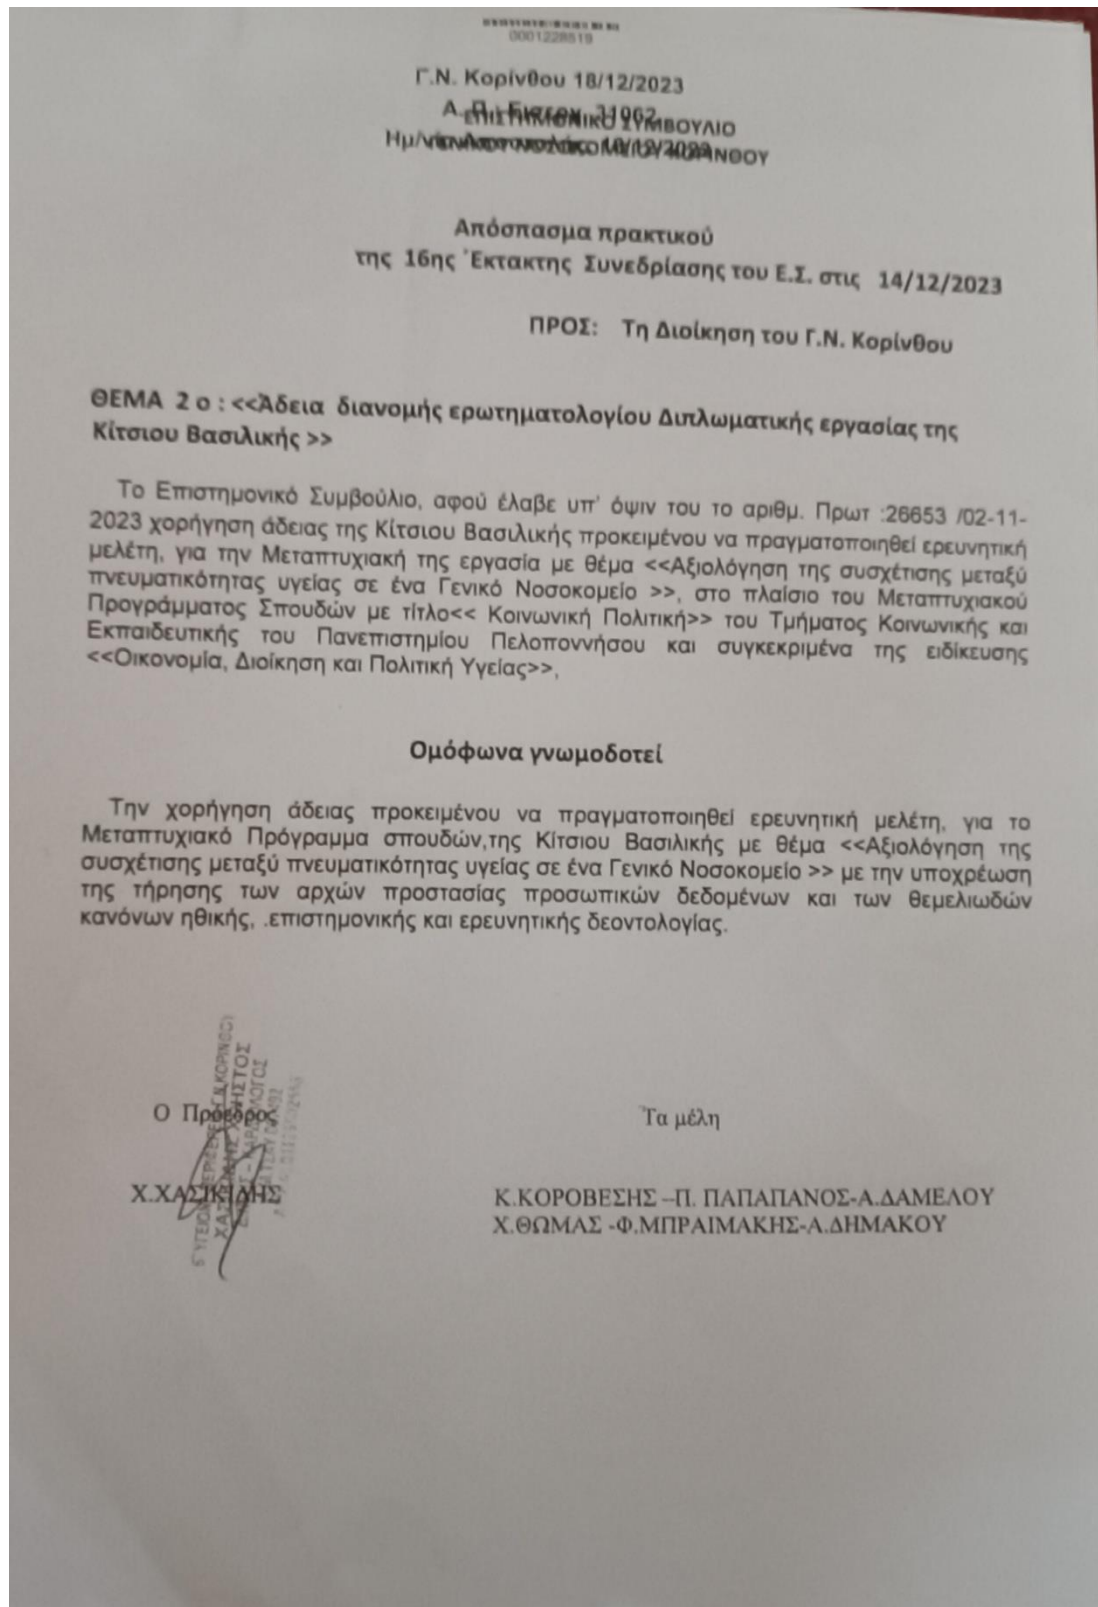 0001228519
Γ.Ν. Κορίνθου 18/12/2023
Α. Π. Εισερχ. 31062
ΕΠΙΣΤΗΜΟΝΙΚΟ ΣΥΜΒΟΥΛΙΟ
ΓΕΝΙΚΟΥ ΝΟΣΟΚΟΜΕΙΟΥ ΚΟΡΙΝΘΟΥ
Απόσπασμα πρακτικού
της 16ης Έκτακτης Συνεδρίασης του Ε.Σ. στις 14/12/2023
ΠΡΟΣ: Τη Διοίκηση του Γ.Ν. Κορίνθου
ΘΕΜΑ 2 ο : <<Άδεια διανομής ερωτηματολογίου Διπλωματικής εργασίας της
Κίτσιου Βασιλικής >>
Το Επιστημονικό Συμβούλιο, αφού έλαβε υπ' όψιν του το αριθμ. Πρωτ :26653 /02-11-
2023 χορήγηση άδειας της Κίτσιου Βασιλικής προκειμένου να πραγματοποιηθεί ερευνητική
μελέτη, για την Μεταπτυχιακή της εργασία με θέμα <<Αξιολόγηση της συσχέτισης μεταξύ
πνευματικότητας υγείας σε ένα Γενικό Νοσοκομείο >>, στο πλαίσιο του Μεταπτυχιακού
Προγράμματος Σπουδών με τίτλο<< Κοινωνική Πολιτική>> του Τμήματος Κοινωνικής και
Εκπαιδευτικής του Πανεπιστημίου Πελοποννήσου και συγκεκριμένα της ειδίκευσης
<<Οικονομία, Διοίκηση και Πολιτική Υγείας>>,
Ομόφωνα γνωμοδοτεί
Την χορήγηση άδειας προκειμένου να πραγματοποιηθεί ερευνητική μελέτη, για το
Μεταπτυχιακό Πρόγραμμα σπουδών,της Κίτσιου Βασιλικής με θέμα <<Αξιολόγηση της
συσχέτισης μεταξύ πνευματικότητας υγείας σε ένα Γενικό Νοσοκομείο >> με την υποχρέωση
της τήρησης των αρχών προστασίας προσωπικών δεδομένων και των θεμελιωδών
κανόνων ηθικής, .επιστημονικής και ερευνητικής δεοντολογίας.
Ο Πρόεδρος
Χ.ΧΑΣΙΚΙΔΗΣ
Τα μέλη
Κ.ΚΟΡΟΒΕΣΗΣ –Π. ΠΑΠΑΠΑΝΟΣ-Α.ΔΑΜΕΛΟΥ
Χ.ΘΩΜΑΣ -Φ.ΜΠΡΑΙΜΑΚΗΣ-Α.ΔΗΜΑΚΟΥ